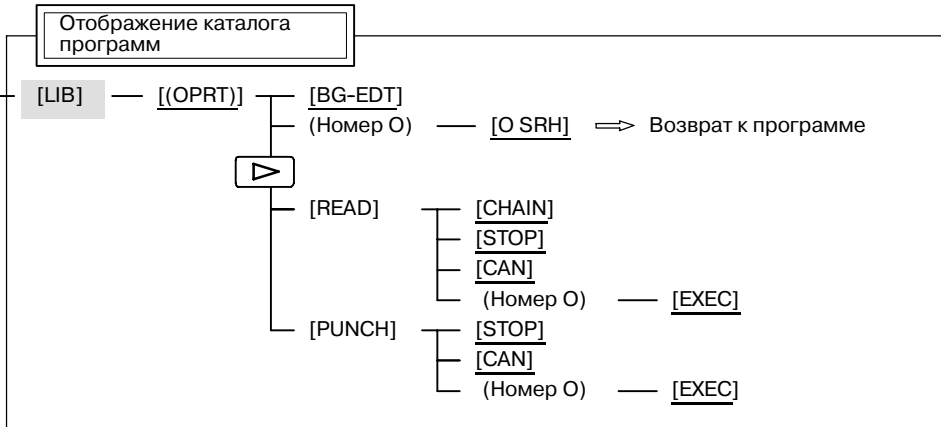 Отображение каталога
программ
[LIB] [(OPRT)] [BG-EDT]
(Номер O) [O SRH] Возврат к программе
[READ] [CHAIN]
[STOP]
[CAN]
(Номер O) [EXEC]
[PUNCH] [STOP]
[CAN]
(Номер O) [EXEC]